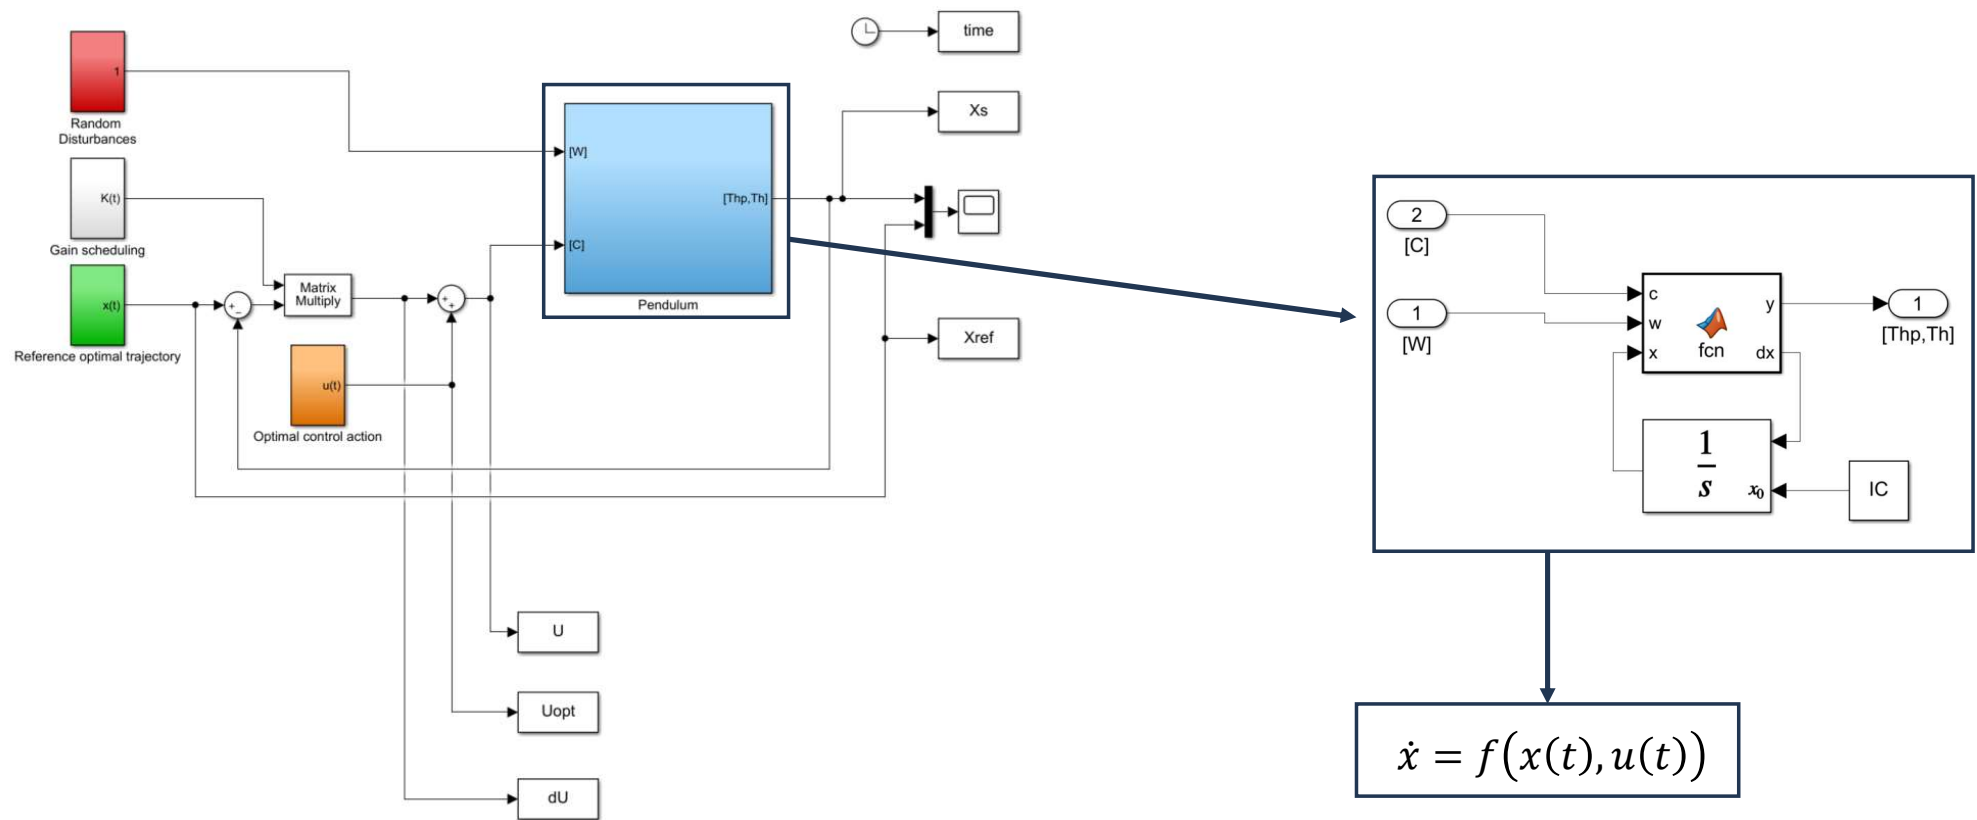 time
1
Random
Disturbances
Xs
[W]
K(t)
[Thp,Th]
Gain scheduling
[C]
x(t)
+
−
Matrix
Multiply
+
+
Pendulum
Reference optimal trajectory
Xref
u(t)
Optimal control action
U
Uopt
dU
2
[C]
1
[W]
c
w
x
fcn
y
dx
1
[Thp,Th]
1
s
x₀
IC
ẋ = f(x(t), u(t))